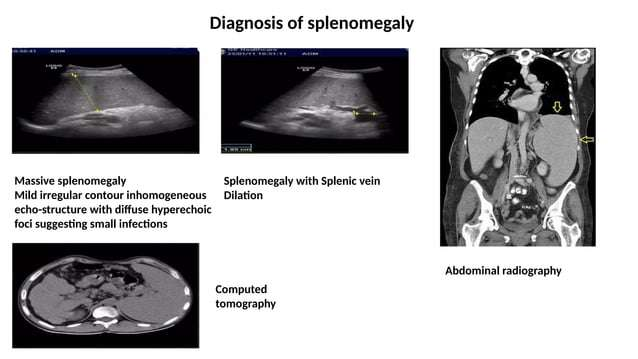 Diagnosis of splenomegaly
Massive splenomegaly
Mild irregular contour inhomogeneous
echo-structure with diffuse hyperechoic
foci suggesting small infections
Splenomegaly with Splenic vein
Dilation
Computed
tomography
Abdominal radiography